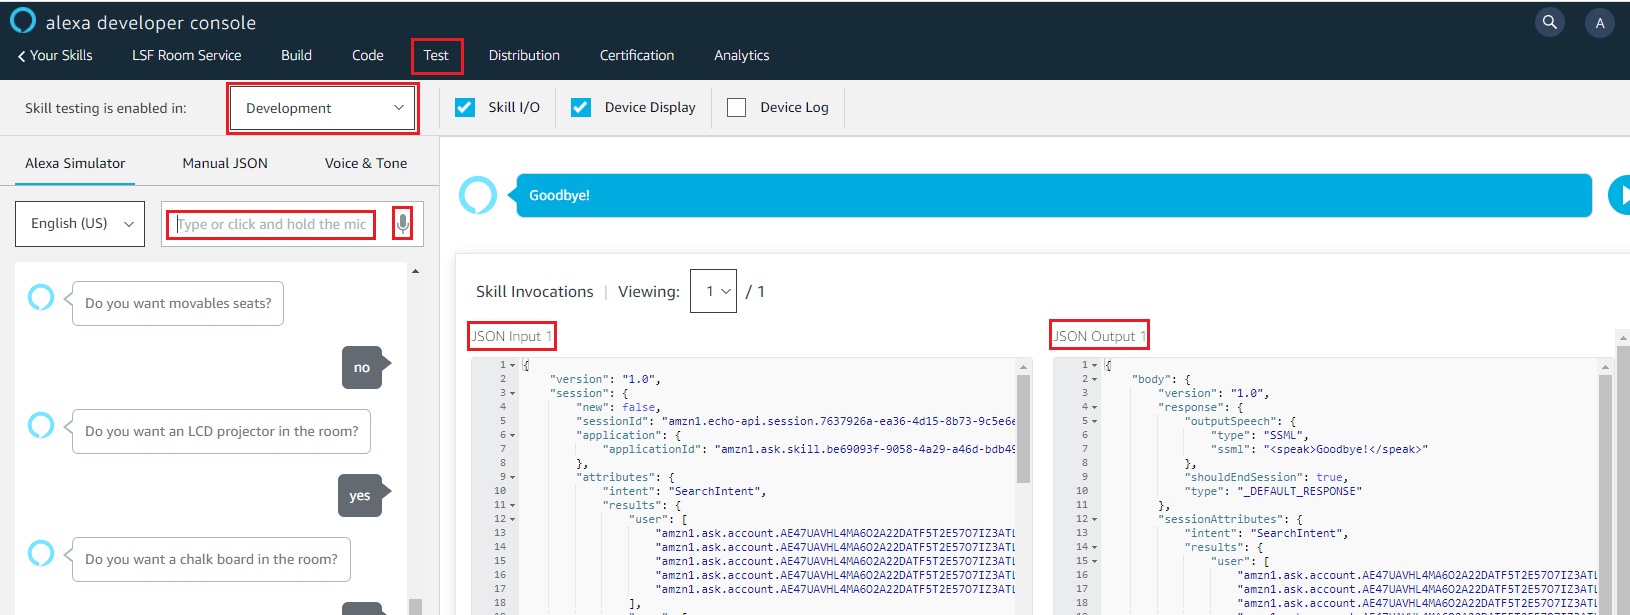 alexa developer console
A
Your Skills LSF Room Service Build Code Test Distribution Certification Analytics
Skill testing is enabled in: Development Skill I/O Device Display Device Log
Alexa Simulator Manual JSON Voice & Tone
English (US) Type or click and hold the mic
Do you want movables seats?
no
Do you want an LCD projector in the room?
yes
Do you want a chalk board in the room?
Goodbye!
Skill Invocations | Viewing: 1 / 1
JSON Input 1
1 {
2 "version": "1.0",
3 "session": {
4 "new": false,
5 "sessionId": "amzn1.echo-api.session.7637926a-ea36-4d15-8b73-9c5e6e
6 "application": {
7 "applicationId": "amzn1.ask.skill.be69093f-9058-4a29-a46d-bdb49
8 },
9 "attributes": {
10 "intent": "SearchIntent",
11 "results": {
12 "user": [
13 "amzn1.ask.account.AE47UAVHL4MA6O2A22DATF5T2E57O7IZ3ATL
14 "amzn1.ask.account.AE47UAVHL4MA6O2A22DATF5T2E57O7IZ3ATL
15 "amzn1.ask.account.AE47UAVHL4MA6O2A22DATF5T2E57O7IZ3ATL
16 "amzn1.ask.account.AE47UAVHL4MA6O2A22DATF5T2E57O7IZ3ATL
17 "amzn1.ask.account.AE47UAVHL4MA6O2A22DATF5T2E57O7IZ3ATL
18 ],
JSON Output 1
1 {
2 "body": {
3 "version": "1.0",
4 "response": {
5 "outputSpeech": {
6 "type": "SSML",
7 "ssml": "<speak>Goodbye!</speak>"
8 },
9 "shouldEndSession": true,
10 "type": "_DEFAULT_RESPONSE"
11 },
12 "sessionAttributes": {
13 "intent": "SearchIntent",
14 "results": {
15 "user": [
16 "amzn1.ask.account.AE47UAVHL4MA6O2A22DATF5T2E57O7IZ3ATL
17 "amzn1.ask.account.AE47UAVHL4MA6O2A22DATF5T2E57O7IZ3ATL
18 "amzn1.ask.account.AE47UAVHL4MA6O2A22DATF5T2E57O7IZ3ATL